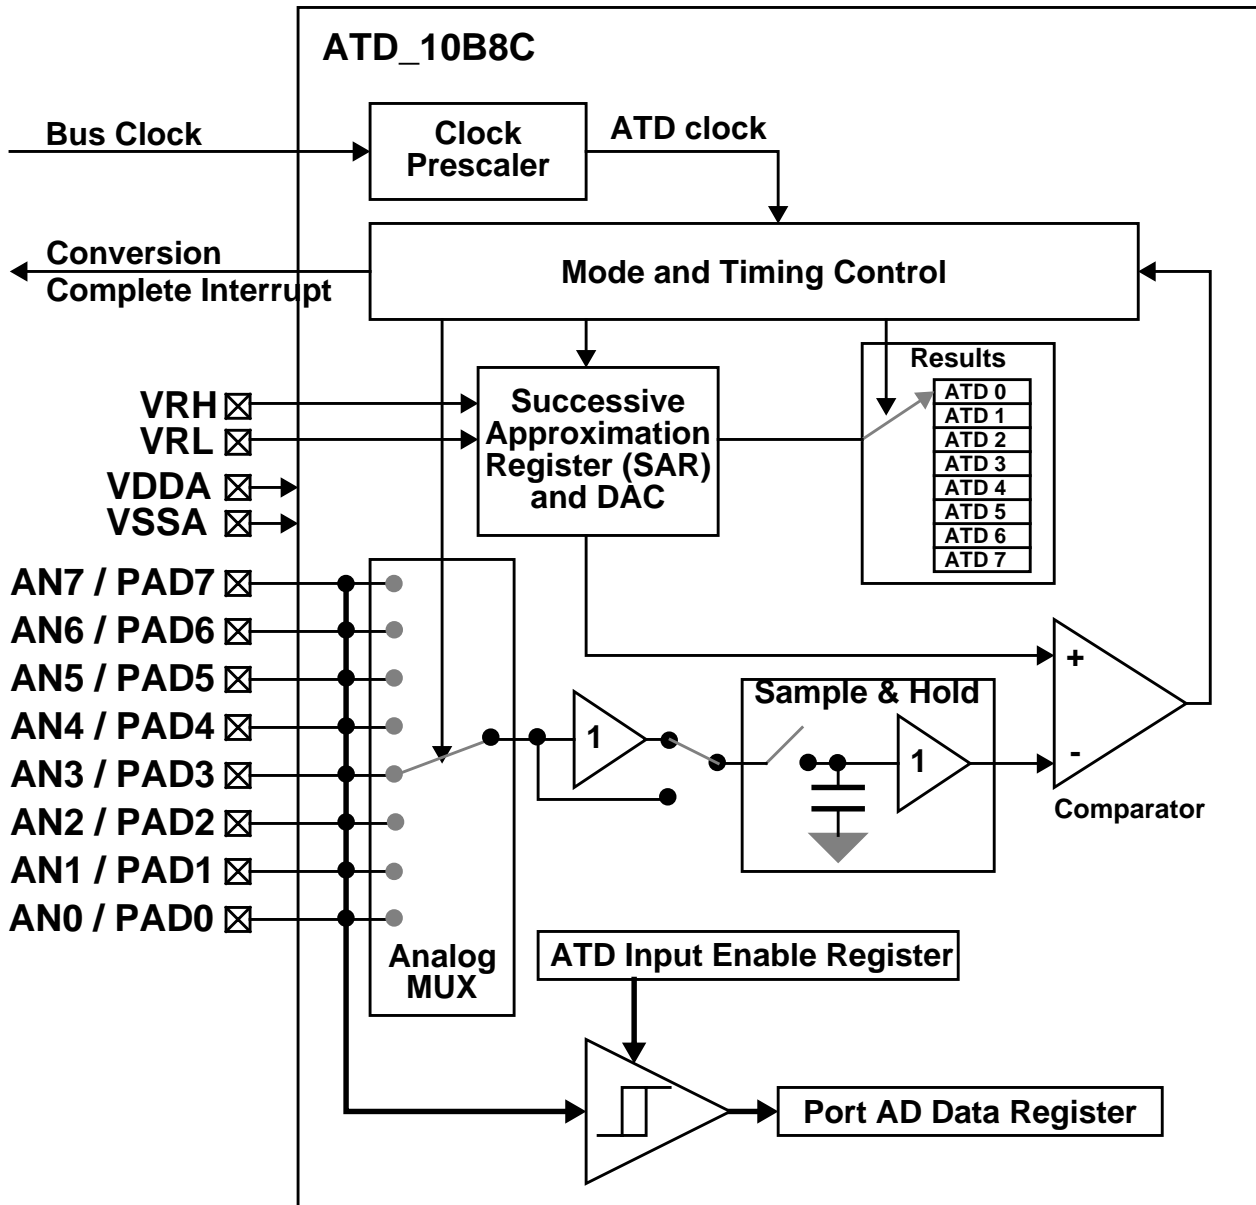 ATD_10B8C
Bus Clock
Clock
Prescaler
ATD clock
Conversion
Complete Interrupt
Mode and Timing Control
Results
ATD 0
ATD 1
ATD 2
ATD 3
ATD 4
ATD 5
ATD 6
ATD 7
VRH
VRL
VDDA
VSSA
Successive
Approximation
Register (SAR)
and DAC
AN7 / PAD7
AN6 / PAD6
AN5 / PAD5
AN4 / PAD4
AN3 / PAD3
AN2 / PAD2
AN1 / PAD1
AN0 / PAD0
Analog
MUX
1
Sample & Hold
1
+
-
Comparator
ATD Input Enable Register
Port AD Data Register